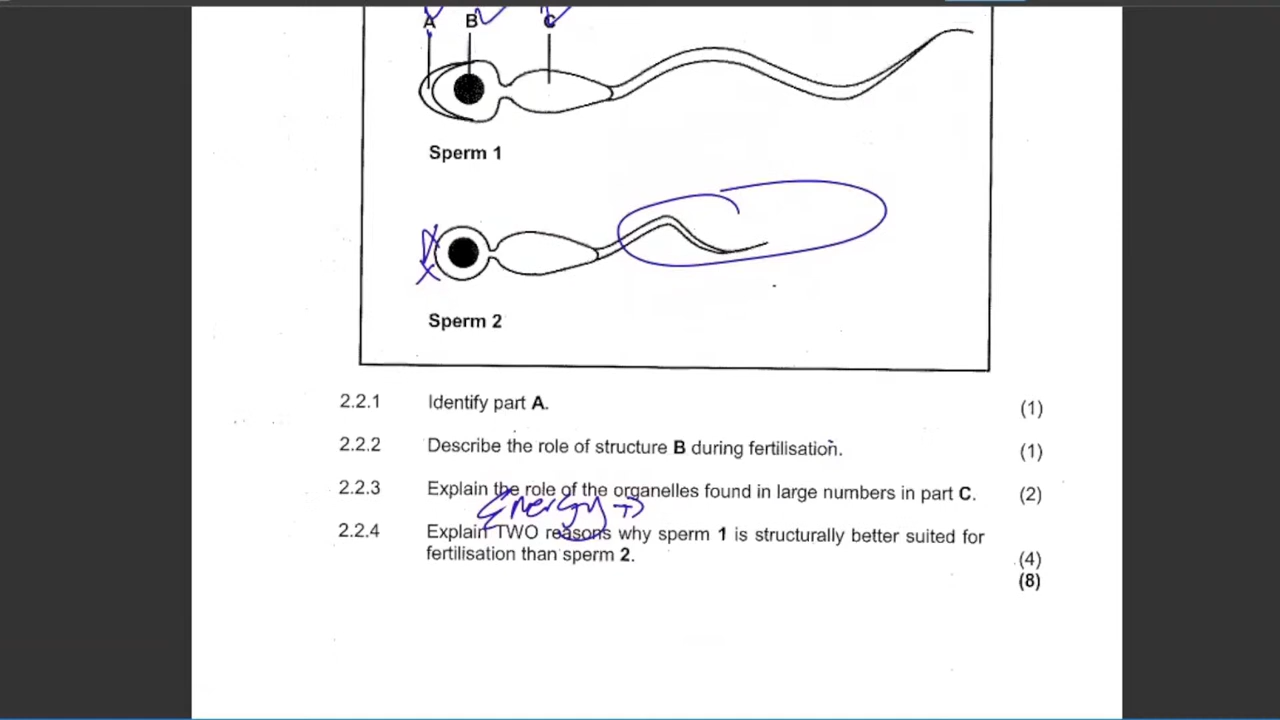 A B C
Sperm 1
Sperm 2
2.2.1 Identify part A. (1)
2.2.2 Describe the role of structure B during fertilisation. (1)
2.2.3 Explain the role of the organelles found in large numbers in part C. (2)
Energy →
2.2.4 Explain TWO reasons why sperm 1 is structurally better suited for
fertilisation than sperm 2. (4)
(8)